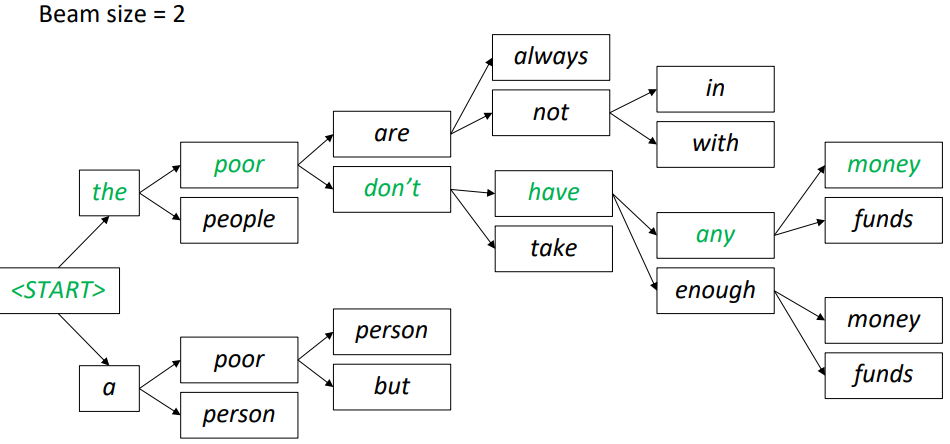 Beam size = 2
always
in
not
are
with
poor
money
the
don't
have
people
any
funds
take
<START>
enough
person
money
poor
a
but
funds
person